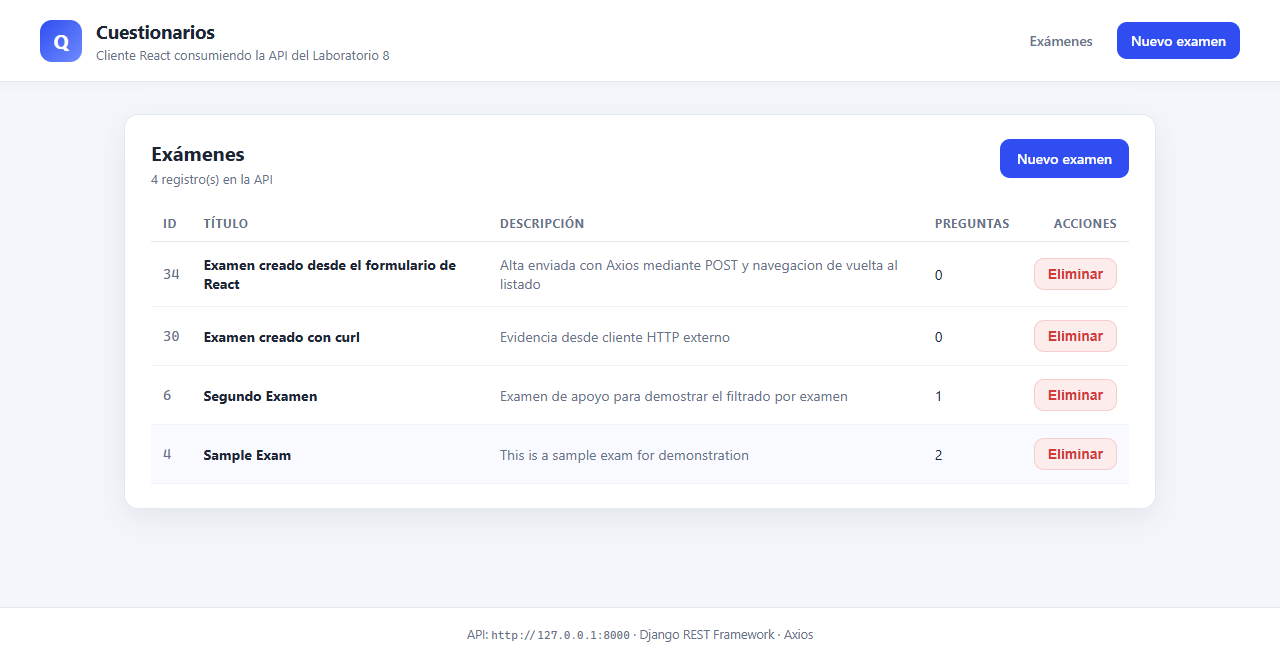 Q
Cuestionarios
Cliente React consumiendo la API del Laboratorio 8
Exámenes
Nuevo examen
Exámenes
4 registro(s) en la API
Nuevo examen
ID TÍTULO DESCRIPCIÓN PREGUNTAS ACCIONES
34 Examen creado desde el formulario de React Alta enviada con Axios mediante POST y navegacion de vuelta al listado 0 Eliminar
30 Examen creado con curl Evidencia desde cliente HTTP externo 0 Eliminar
6 Segundo Examen Examen de apoyo para demostrar el filtrado por examen 1 Eliminar
4 Sample Exam This is a sample exam for demonstration 2 Eliminar
API: http://127.0.0.1:8000 · Django REST Framework · Axios